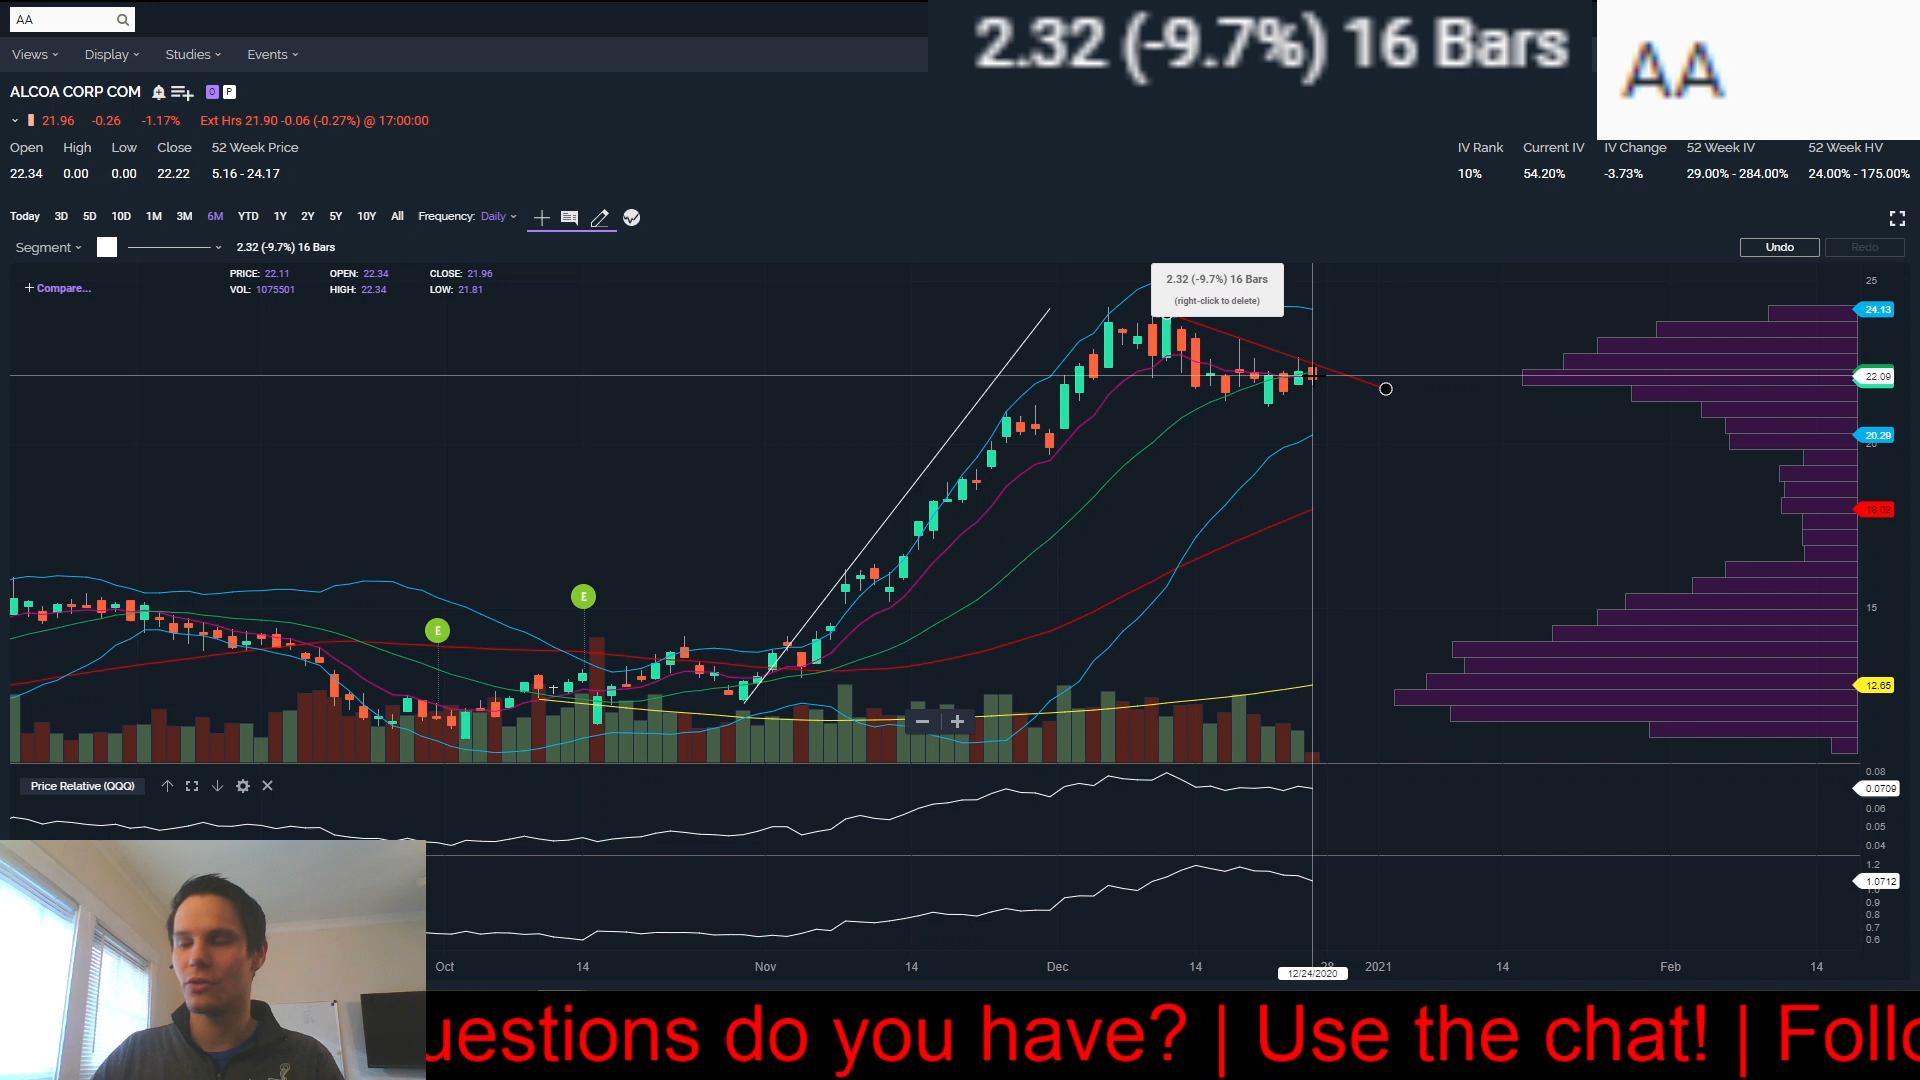 AA
2.32 (-9.7%) 16 Bars
AA
Views Display Studies Events
ALCOA CORP COM O P
21.96 -0.26 -1.17% Ext Hrs 21.90 -0.06 (-0.27%) @ 17:00:00
Open High Low Close 52 Week Price
22.34 0.00 0.00 22.22 5.16 - 24.17
IV Rank Current IV IV Change 52 Week IV 52 Week HV
10% 54.20% -3.73% 29.00% - 284.00% 24.00% - 175.00%
Today 3D 5D 10D 1M 3M 6M YTD 1Y 2Y 5Y 10Y All Frequency: Daily
Segment 2.32 (-9.7%) 16 Bars
Undo Redo
+ Compare...
PRICE: 22.11 OPEN: 22.34 CLOSE: 21.96
VOL: 1075501 HIGH: 22.34 LOW: 21.81
2.32 (-9.7%) 16 Bars
(right-click to delete)
25
24.13
22.09
20.29
20
18.02
15
12.65
E
E
Price Relative (QQQ)
0.08
0.0709
0.06
0.05
0.04
1.2
1.0712
1.0
0.9
0.8
0.7
0.6
Oct 14 Nov 14 Dec 14 28 2021 14 Feb 14
12/24/2020
uestions do you have? | Use the chat! | Follo